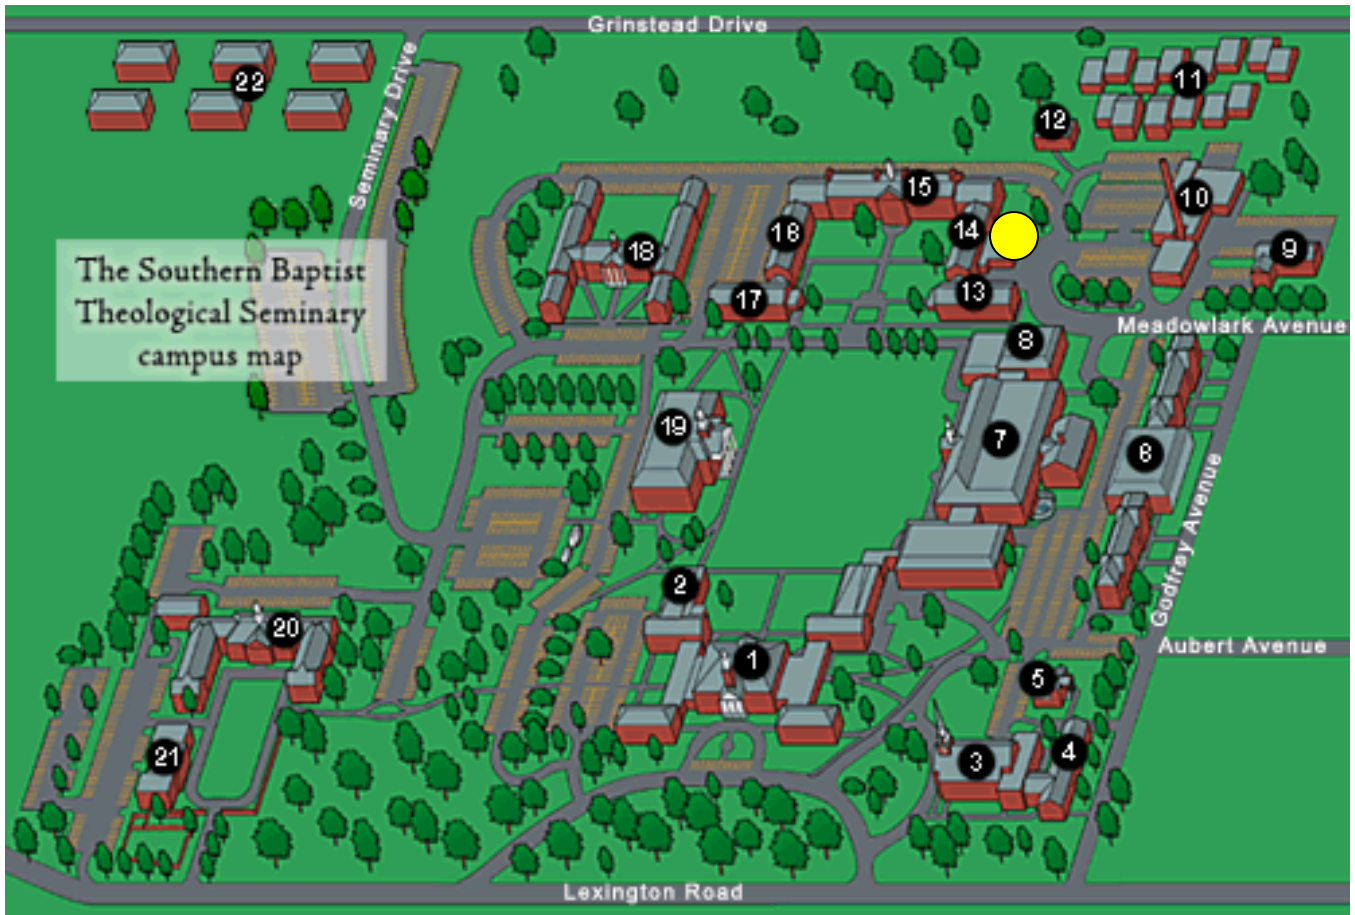 Grinstead Drive
22
Seminary Drive
11
12
15
10
14
16
18
9
The Southern Baptist
Theological Seminary
campus map
17
13
Meadowlark Avenue
8
19
7
6
Godfrey Avenue
2
20
1
Aubert Avenue
5
21
3
4
Lexington Road